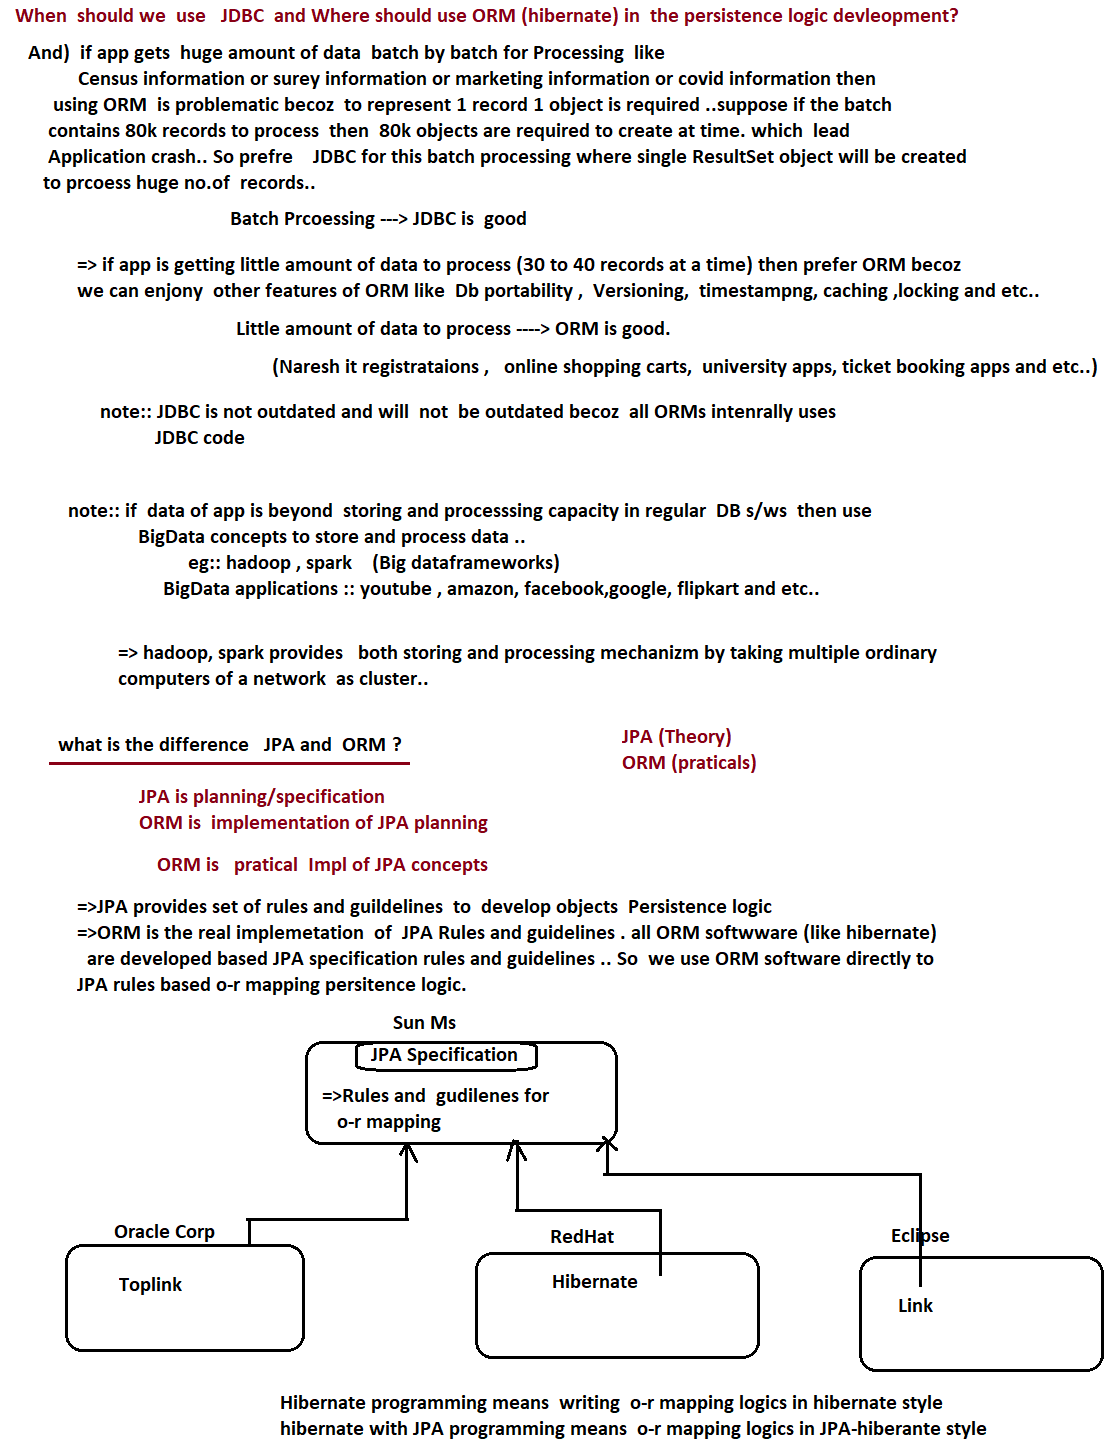 When should we use JDBC and Where should use ORM (hibernate) in the persistence logic devleopment?
And) if app gets huge amount of data batch by batch for Processing like
Census information or surey information or marketing information or covid information then
using ORM is problematic becoz to represent 1 record 1 object is required ..suppose if the batch
contains 80k records to process then 80k objects are required to create at time. which lead
Application crash.. So prefre JDBC for this batch processing where single ResultSet object will be created
to prcoess huge no.of records..
Batch Prcoessing ---> JDBC is good
=> if app is getting little amount of data to process (30 to 40 records at a time) then prefer ORM becoz
we can enjony other features of ORM like Db portability , Versioning, timestampng, caching ,locking and etc..
Little amount of data to process ----> ORM is good.
(Naresh it registrataions , online shopping carts, university apps, ticket booking apps and etc..)
note:: JDBC is not outdated and will not be outdated becoz all ORMs intenrally uses
JDBC code
note:: if data of app is beyond storing and processsing capacity in regular DB s/ws then use
BigData concepts to store and process data ..
eg:: hadoop , spark (Big dataframeworks)
BigData applications :: youtube , amazon, facebook,google, flipkart and etc..
=> hadoop, spark provides both storing and processing mechanizm by taking multiple ordinary
computers of a network as cluster..
what is the difference JPA and ORM ?
JPA (Theory)
ORM (praticals)
JPA is planning/specification
ORM is implementation of JPA planning
ORM is pratical Impl of JPA concepts
=>JPA provides set of rules and guildelines to develop objects Persistence logic
=>ORM is the real implemetation of JPA Rules and guidelines . all ORM softwware (like hibernate)
are developed based JPA specification rules and guidelines .. So we use ORM software directly to
JPA rules based o-r mapping persitence logic.
Sun Ms
JPA Specification
=>Rules and gudilenes for
o-r mapping
Oracle Corp
RedHat
Eclipse
Toplink
Hibernate
Link
Hibernate programming means writing o-r mapping logics in hibernate style
hibernate with JPA programming means o-r mapping logics in JPA-hiberante style